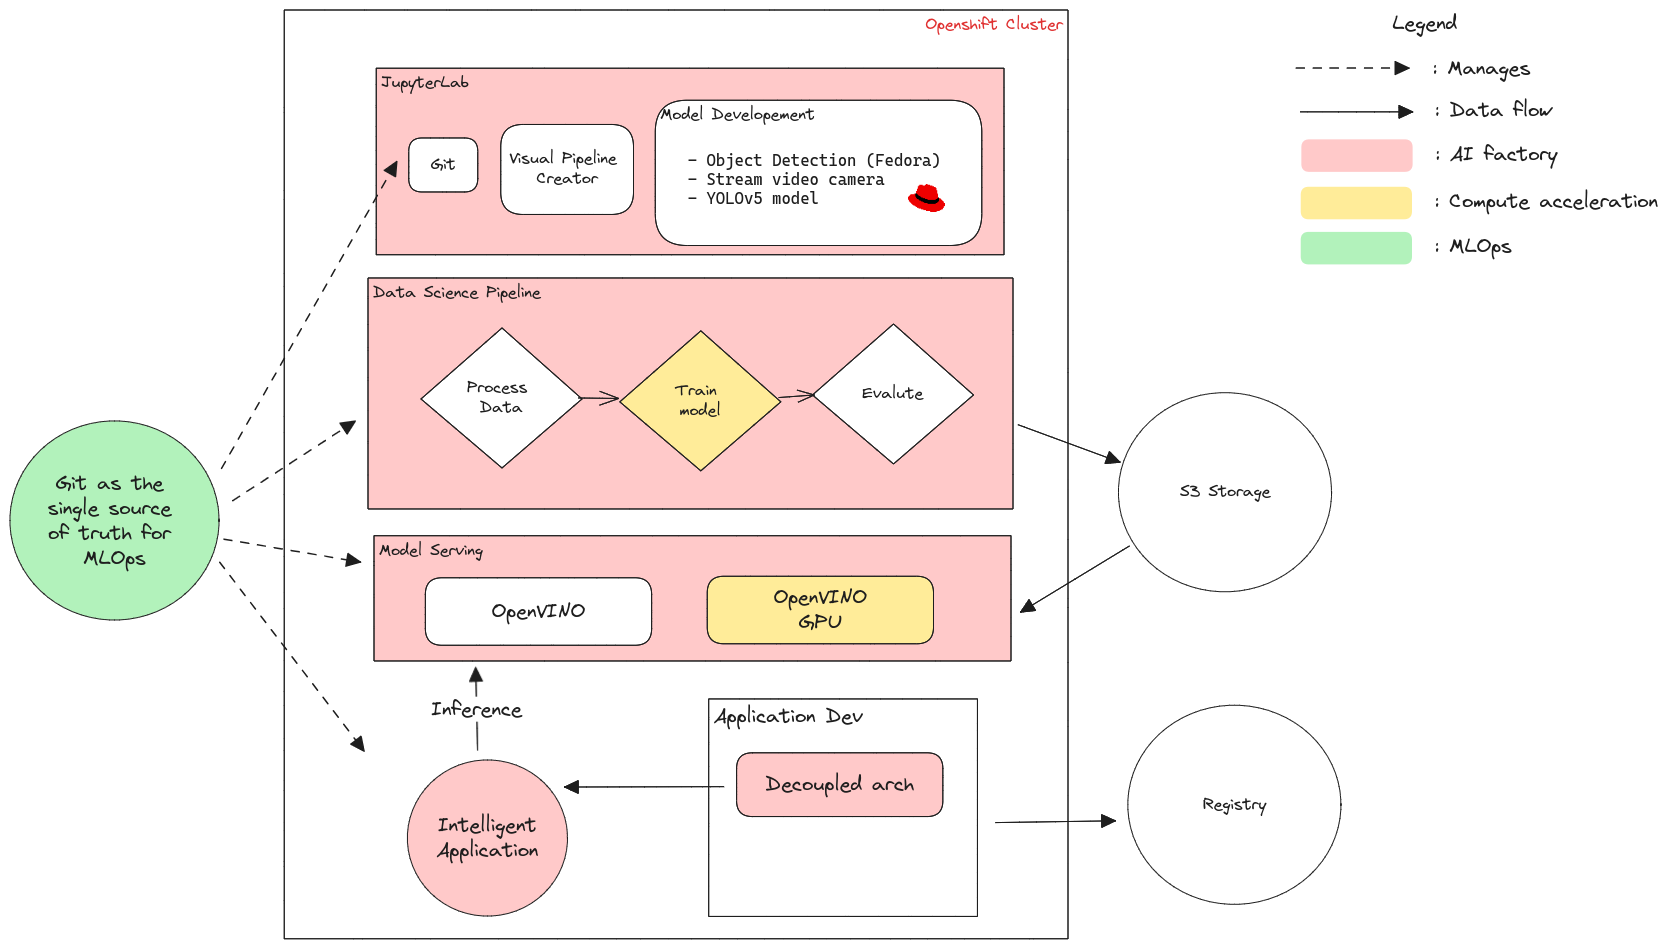 Openshift Cluster
Legend
: Manages
: Data flow
: AI factory
: Compute acceleration
: MLOps
JupyterLab
Git
Visual Pipeline
Creator
Model Developement
- Object Detection (Fedora)
- Stream video camera
- YOLOv5 model
Data Science Pipeline
Process
Data
Train
model
Evalute
Git as the
single source
of truth for
MLOps
S3 Storage
Model Serving
OpenVINO
OpenVINO
GPU
Inference
Application Dev
Decoupled arch
Intelligent
Application
Registry